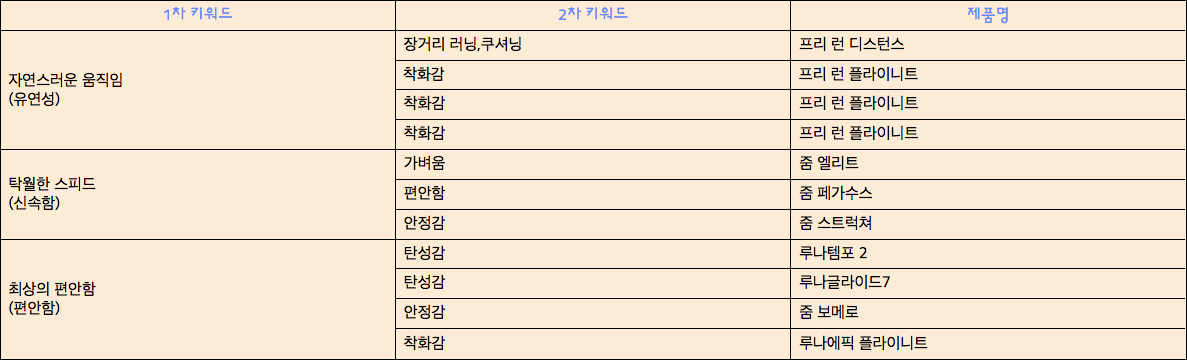 1차 키워드 2차 키워드 제품명
자연스러운 움직임
(유연성)
장거리 러닝,쿠셔닝 프리 런 디스턴스
착화감 프리 런 플라이니트
착화감 프리 런 플라이니트
착화감 프리 런 플라이니트
탁월한 스피드
(신속함)
가벼움 줌 엘리트
편안함 줌 페가수스
안정감 줌 스트럭쳐
최상의 편안함
(편안함)
탄성감 루나템포 2
탄성감 루나글라이드7
안정감 줌 보메로
착화감 루나에픽 플라이니트